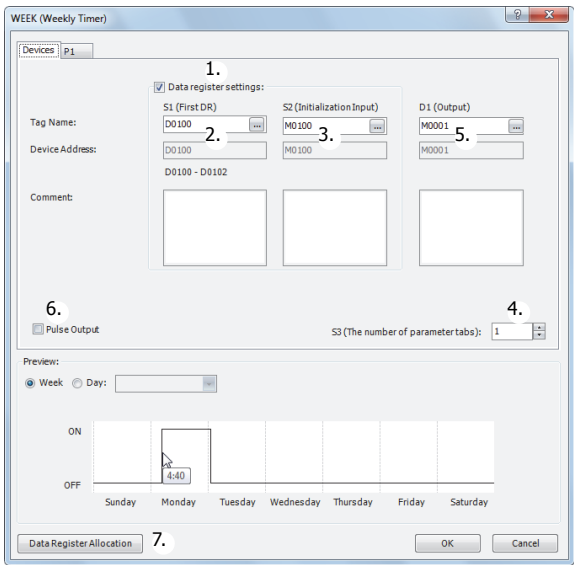 WEEK (Weekly Timer)
?
Devices P1
1.
Data register settings:
S1 (First DR) S2 (Initialization Input) D1 (Output)
Tag Name: D0100 ... M0100 ... M0001 ...
2. 3. 5.
Device Address: D0100 M0100 M0001
D0100 - D0102
Comment:
6. 4.
Pulse Output S3 (The number of parameter tabs): 1
Preview:
Week Day:
ON
4:40
OFF
Sunday Monday Tuesday Wednesday Thursday Friday Saturday
Data Register Allocation 7. OK Cancel